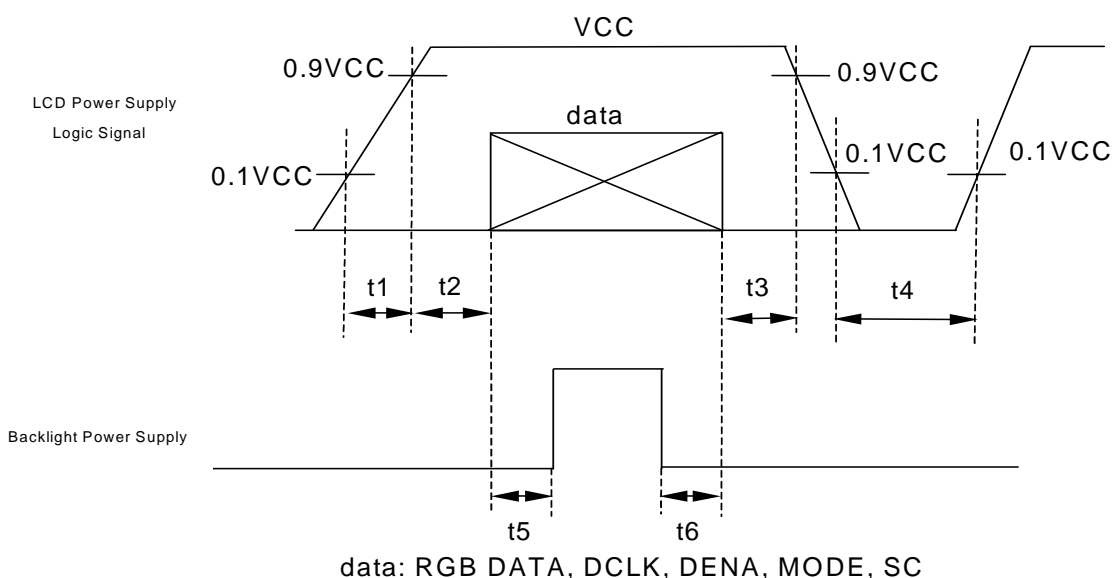 VCC
0.9VCC
0.9VCC
LCD Power Supply
Logic Signal
data
0.1VCC
0.1VCC
0.1VCC
t1
t2
t3
t4
Backlight Power Supply
t5
t6
data: RGB DATA, DCLK, DENA, MODE, SC